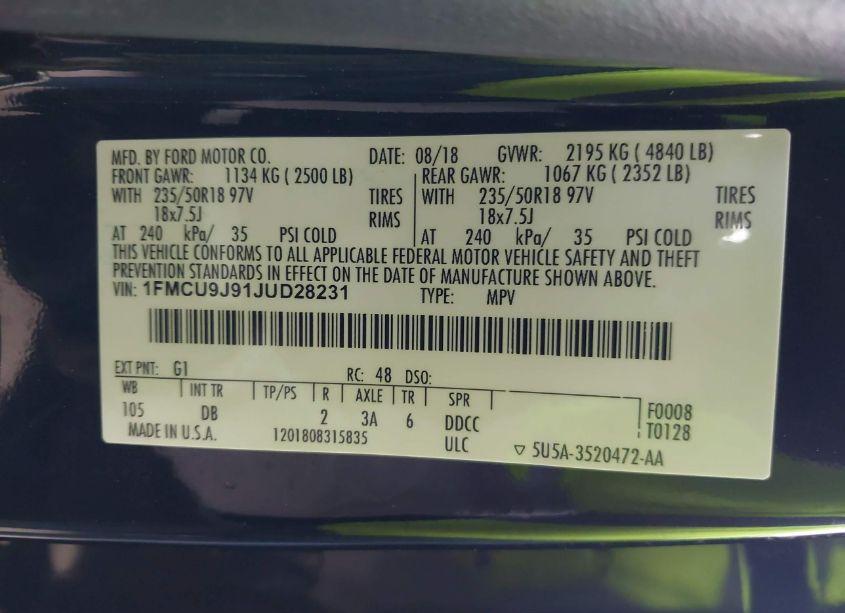 MFD. BY FORD MOTOR CO. DATE: 08/18 GVWR: 2195 KG ( 4840 LB)
FRONT GAWR: 1134 KG ( 2500 LB) REAR GAWR: 1067 KG ( 2352 LB)
WITH 235/50R18 97V TIRES WITH 235/50R18 97V TIRES
18x7.5J RIMS 18x7.5J RIMS
AT 240 kPa/ 35 PSI COLD AT 240 kPa/ 35 PSI COLD
THIS VEHICLE CONFORMS TO ALL APPLICABLE FEDERAL MOTOR VEHICLE SAFETY AND THEFT
PREVENTION STANDARDS IN EFFECT ON THE DATE OF MANUFACTURE SHOWN ABOVE.
VIN: 1FMCU9J91JUD28231 TYPE: MPV
EXT PNT: G1 RC: 48 DSO:
WB INT TR TP/PS R AXLE TR SPR F0008
105 DB 2 3A 6 DDCC T0128
MADE IN U.S.A. 1201808315835 ULC ▽ 5U5A-3520472-AA